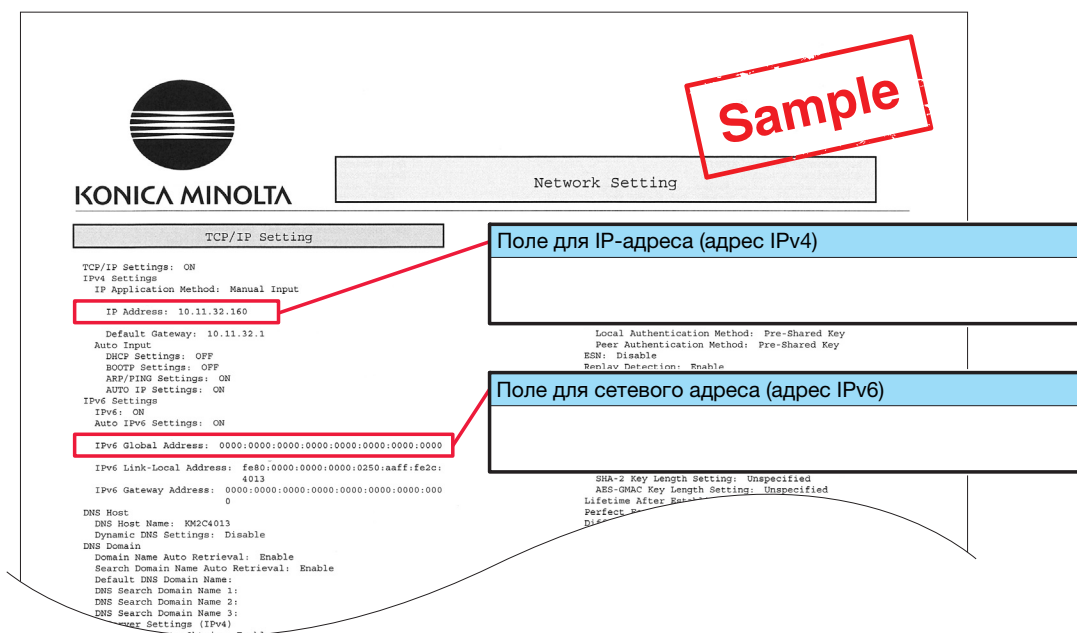 Sample
KONICA MINOLTA
Network Setting
TCP/IP Setting
TCP/IP Settings: ON
IPv4 Settings
IP Application Method: Manual Input
IP Address: 10.11.32.160
Default Gateway: 10.11.32.1
Auto Input
DHCP Settings: OFF
BOOTP Settings: OFF
ARP/PING Settings: ON
AUTO IP Settings: ON
IPv6 Settings
IPv6: ON
Auto IPv6 Settings: ON
IPv6 Global Address: 0000:0000:0000:0000:0000:0000:0000:0000
IPv6 Link-Local Address: fe80:0000:0000:0000:0250:aaff:fe2c:
4013
IPv6 Gateway Address: 0000:0000:0000:0000:0000:0000:0000:000
0
DNS Host
DNS Host Name: KM2C4013
Dynamic DNS Settings: Disable
DNS Domain
Domain Name Auto Retrieval: Enable
Search Domain Name Auto Retrieval: Enable
Default DNS Domain Name:
DNS Search Domain Name 1:
DNS Search Domain Name 2:
DNS Search Domain Name 3:
Settings (IPv4)
Поле для IP-адреса (адрес IPv4)
Local Authentication Method: Pre-Shared Key
Peer Authentication Method: Pre-Shared Key
ESN: Disable
Replay Detection: Enable
Поле для сетевого адреса (адрес IPv6)
SHA-2 Key Length Setting: Unspecified
AES-GMAC Key Length Setting: Unspecified
Lifetime After
Perfect